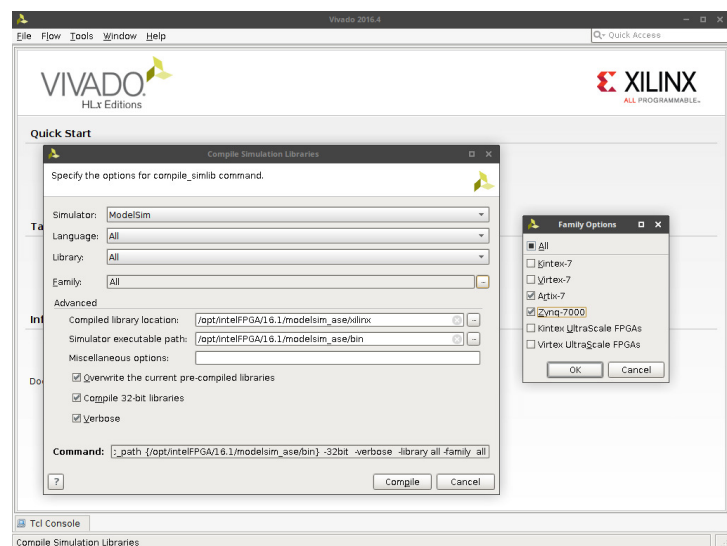 Vivado 2016.4
File Flow Tools Window Help
Q- Quick Access
VIVADO.
HLx Editions
XILINX
ALL PROGRAMMABLE.
Quick Start
Compile Simulation Libraries
Specify the options for compile_simlib command.
Simulator: ModelSim
Language: All
Library: All
Family: All
Advanced
Compiled library location: /opt/intelFPGA/16.1/modelsim_ase/xilinx
Simulator executable path: /opt/intelFPGA/16.1/modelsim_ase/bin
Miscellaneous options:
Overwrite the current pre-compiled libraries
Compile 32-bit libraries
Verbose
Command: :_path {/opt/intelFPGA/16.1/modelsim_ase/bin} -32bit -verbose -library all -family all
?
Compile Cancel
Family Options
All
Kintex-7
Virtex-7
Artix-7
Zynq-7000
Kintex UltraScale FPGAs
Virtex UltraScale FPGAs
OK Cancel
Ta
Inf
Do
Tcl Console
Compile Simulation Libraries